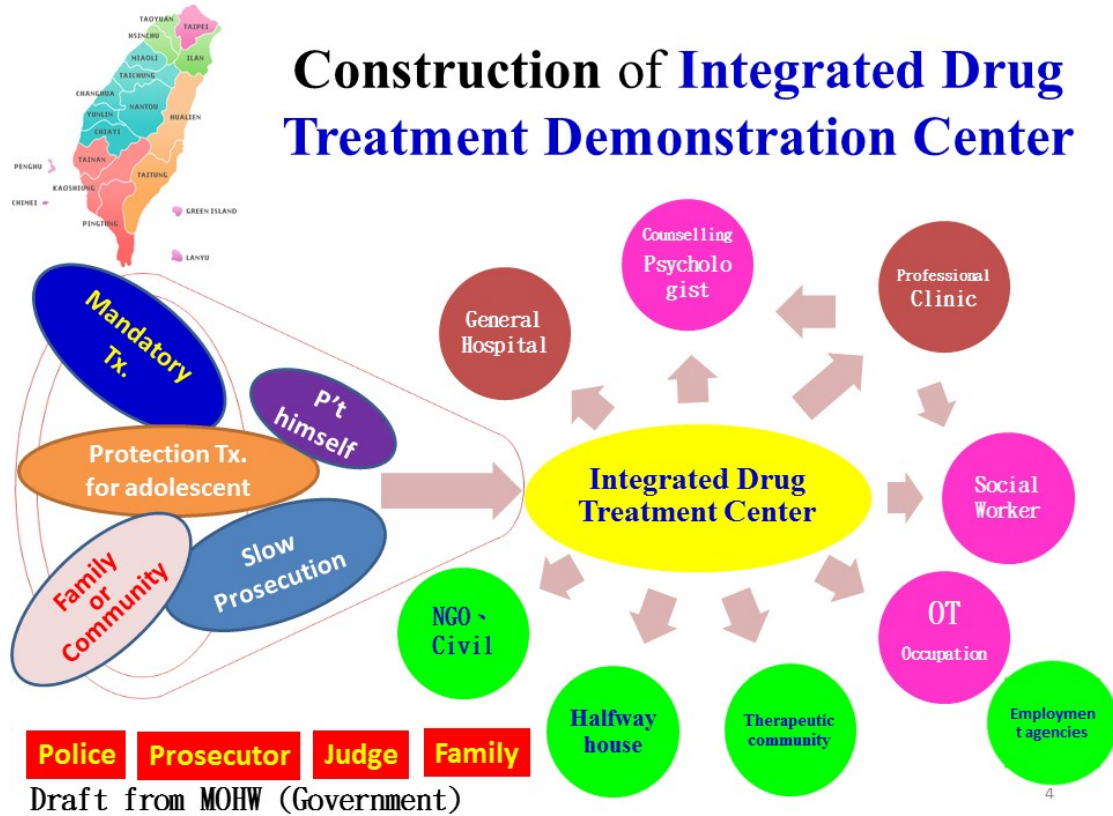 Construction of Integrated Drug
Treatment Demonstration Center
TAOYUAN
TAIPEI
HSINCHU
ILAN
MIAOLI
TAICHUNG
CHANGHUA
NANTOU
HUALIEN
YUNLIN
CHIAYI
PENGHU
TAINAN
TAITUNG
KAOSHIUNG
CHIMEI
GREEN ISLAND
PINGTUNG
LANYU
Mandatory
Tx.
P't
himself
Protection Tx.
for adolescent
Slow
Prosecution
Family
or
Community
General
Hospital
Counselling
Psycholo
gist
Professional
Clinic
Integrated Drug
Treatment Center
Social
Worker
NGO、
Civil
OT
Occupation
Halfway
house
Therapeutic
community
Employmen
t agencies
Police
Prosecutor
Judge
Family
Draft from MOHW (Government)
4